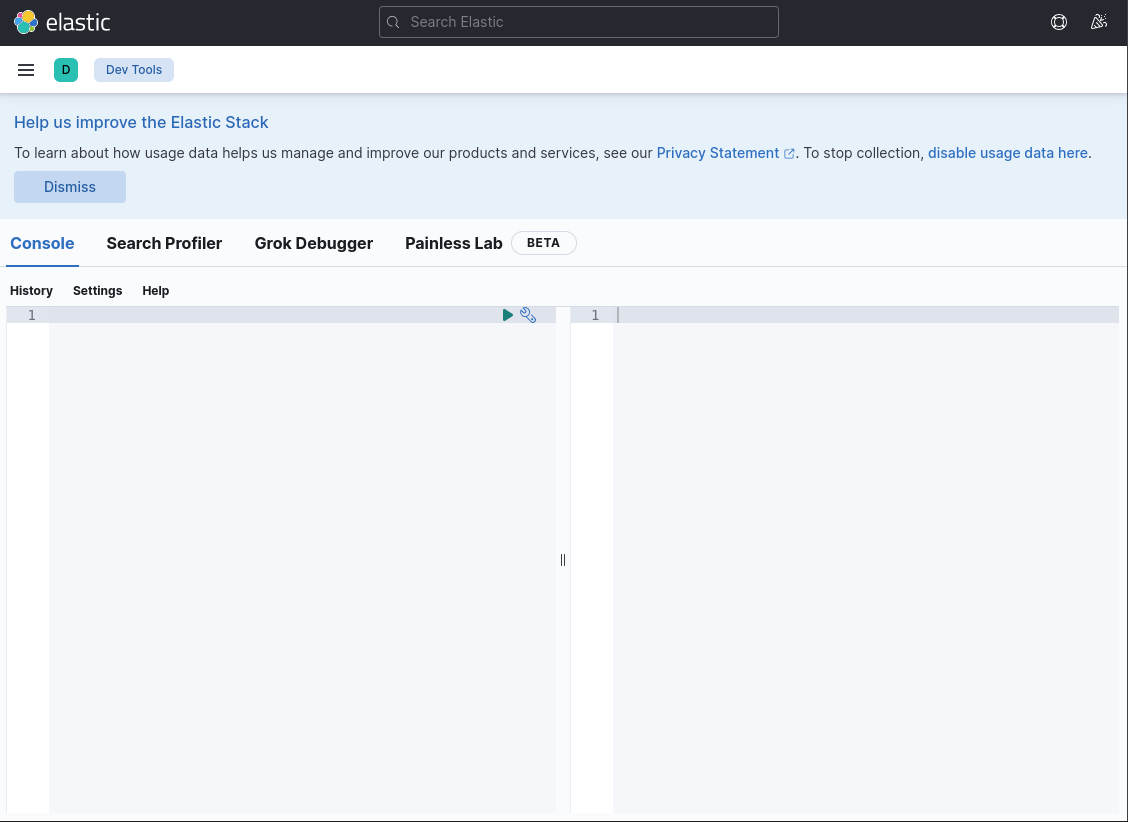 elastic
Search Elastic
D
Dev Tools
Help us improve the Elastic Stack
To learn about how usage data helps us manage and improve our products and services, see our Privacy Statement. To stop collection, disable usage data here.
Dismiss
Console Search Profiler Grok Debugger Painless Lab BETA
History Settings Help
1 1